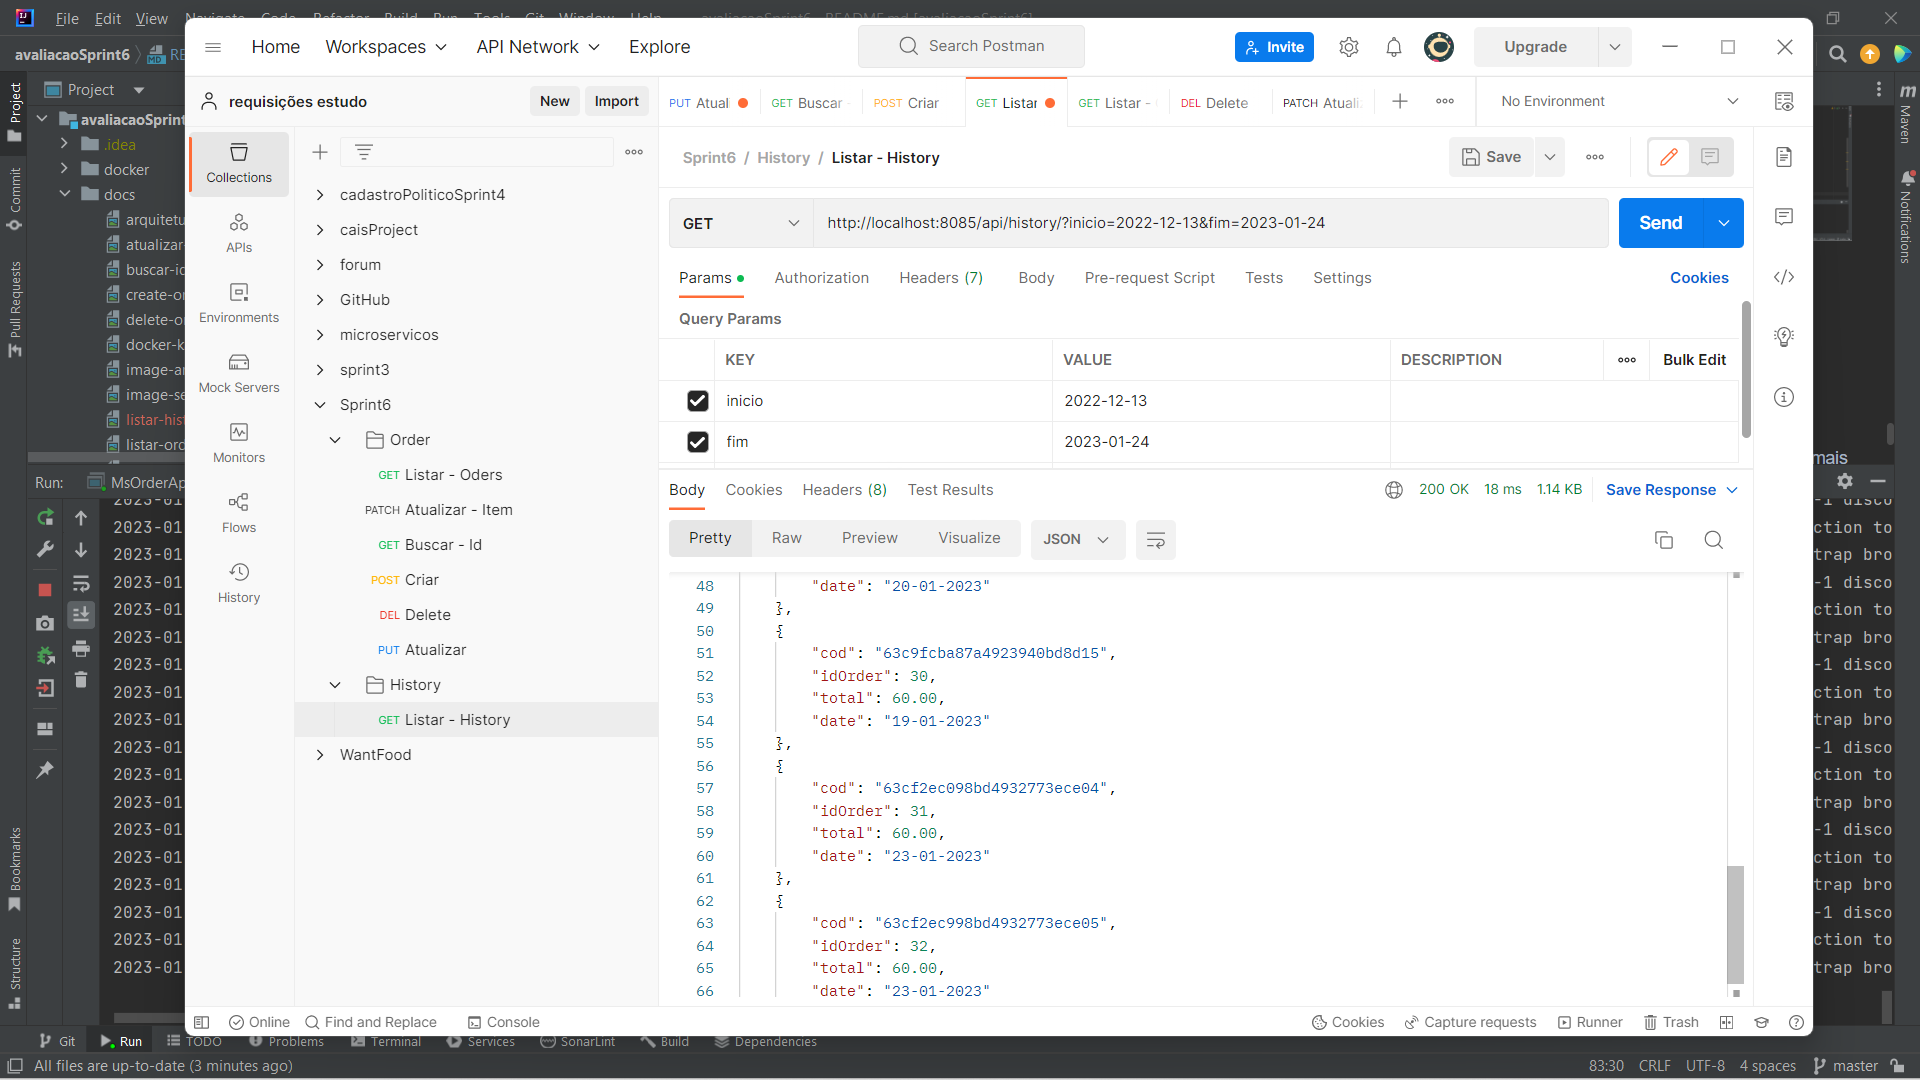 File Edit View Navigate Code Refactor Build Run Tools Git Window Help avaliacaoSprint6 - README.md [avaliacaoSprint6]
avaliacaoSprint6
Home Workspaces API Network Explore
Search Postman
Invite
Upgrade
Project
requisições estudo
New Import
PUT Atual
GET Buscar
POST Criar
GET Listar
GET Listar -
DEL Delete
PATCH Atuali
No Environment
Project
Commit
Pull Requests
Bookmarks
Structure
Maven
Notifications
avaliacaoSprint
.idea
docker
docs
arquitetu
atualizar
buscar-id
create-or
delete-o
docker-k
image-ar
image-se
listar-hist
listar-ord
Collections
APIs
Environments
Mock Servers
Monitors
Flows
History
cadastroPoliticoSprint4
caisProject
forum
GitHub
microservicos
sprint3
Sprint6
Order
GET Listar - Oders
PATCH Atualizar - Item
GET Buscar - Id
POST Criar
DEL Delete
PUT Atualizar
History
GET Listar - History
WantFood
Sprint6 / History / Listar - History
Save
GET
http://localhost:8085/api/history/?inicio=2022-12-13&fim=2023-01-24
Send
Params Authorization Headers (7) Body Pre-request Script Tests Settings Cookies
Query Params
KEY VALUE DESCRIPTION Bulk Edit
inicio 2022-12-13
fim 2023-01-24
mais
Run: MsOrderAp
Body Cookies Headers (8) Test Results
200 OK 18 ms 1.14 KB Save Response
Pretty Raw Preview Visualize JSON
48 "date": "20-01-2023"
49 },
50 {
51 "cod": "63c9fcba87a4923940bd8d15",
52 "idOrder": 30,
53 "total": 60.00,
54 "date": "19-01-2023"
55 },
56 {
57 "cod": "63cf2ec098bd4932773ece04",
58 "idOrder": 31,
59 "total": 60.00,
60 "date": "23-01-2023"
61 },
62 {
63 "cod": "63cf2ec998bd4932773ece05",
64 "idOrder": 32,
65 "total": 60.00,
66 "date": "23-01-2023"
2023-01 -1 disco
2023-01 ction to
2023-01 trap bro
2023-01 -1 disco
2023-01 ction to
2023-01 trap bro
2023-01 -1 disco
2023-01 ction to
2023-01 trap bro
2023-01 -1 disco
2023-01 ction to
2023-01 trap bro
2023-01 -1 disco
2023-01 ction to
2023-01 trap bro
2023-01 -1 disco
2023-01 ction to
2023-01 trap bro
Online Find and Replace Console
Cookies Capture requests Runner Trash
Git Run TODO Problems Terminal Services SonarLint Build Dependencies
All files are up-to-date (3 minutes ago)
83:30 CRLF UTF-8 4 spaces master